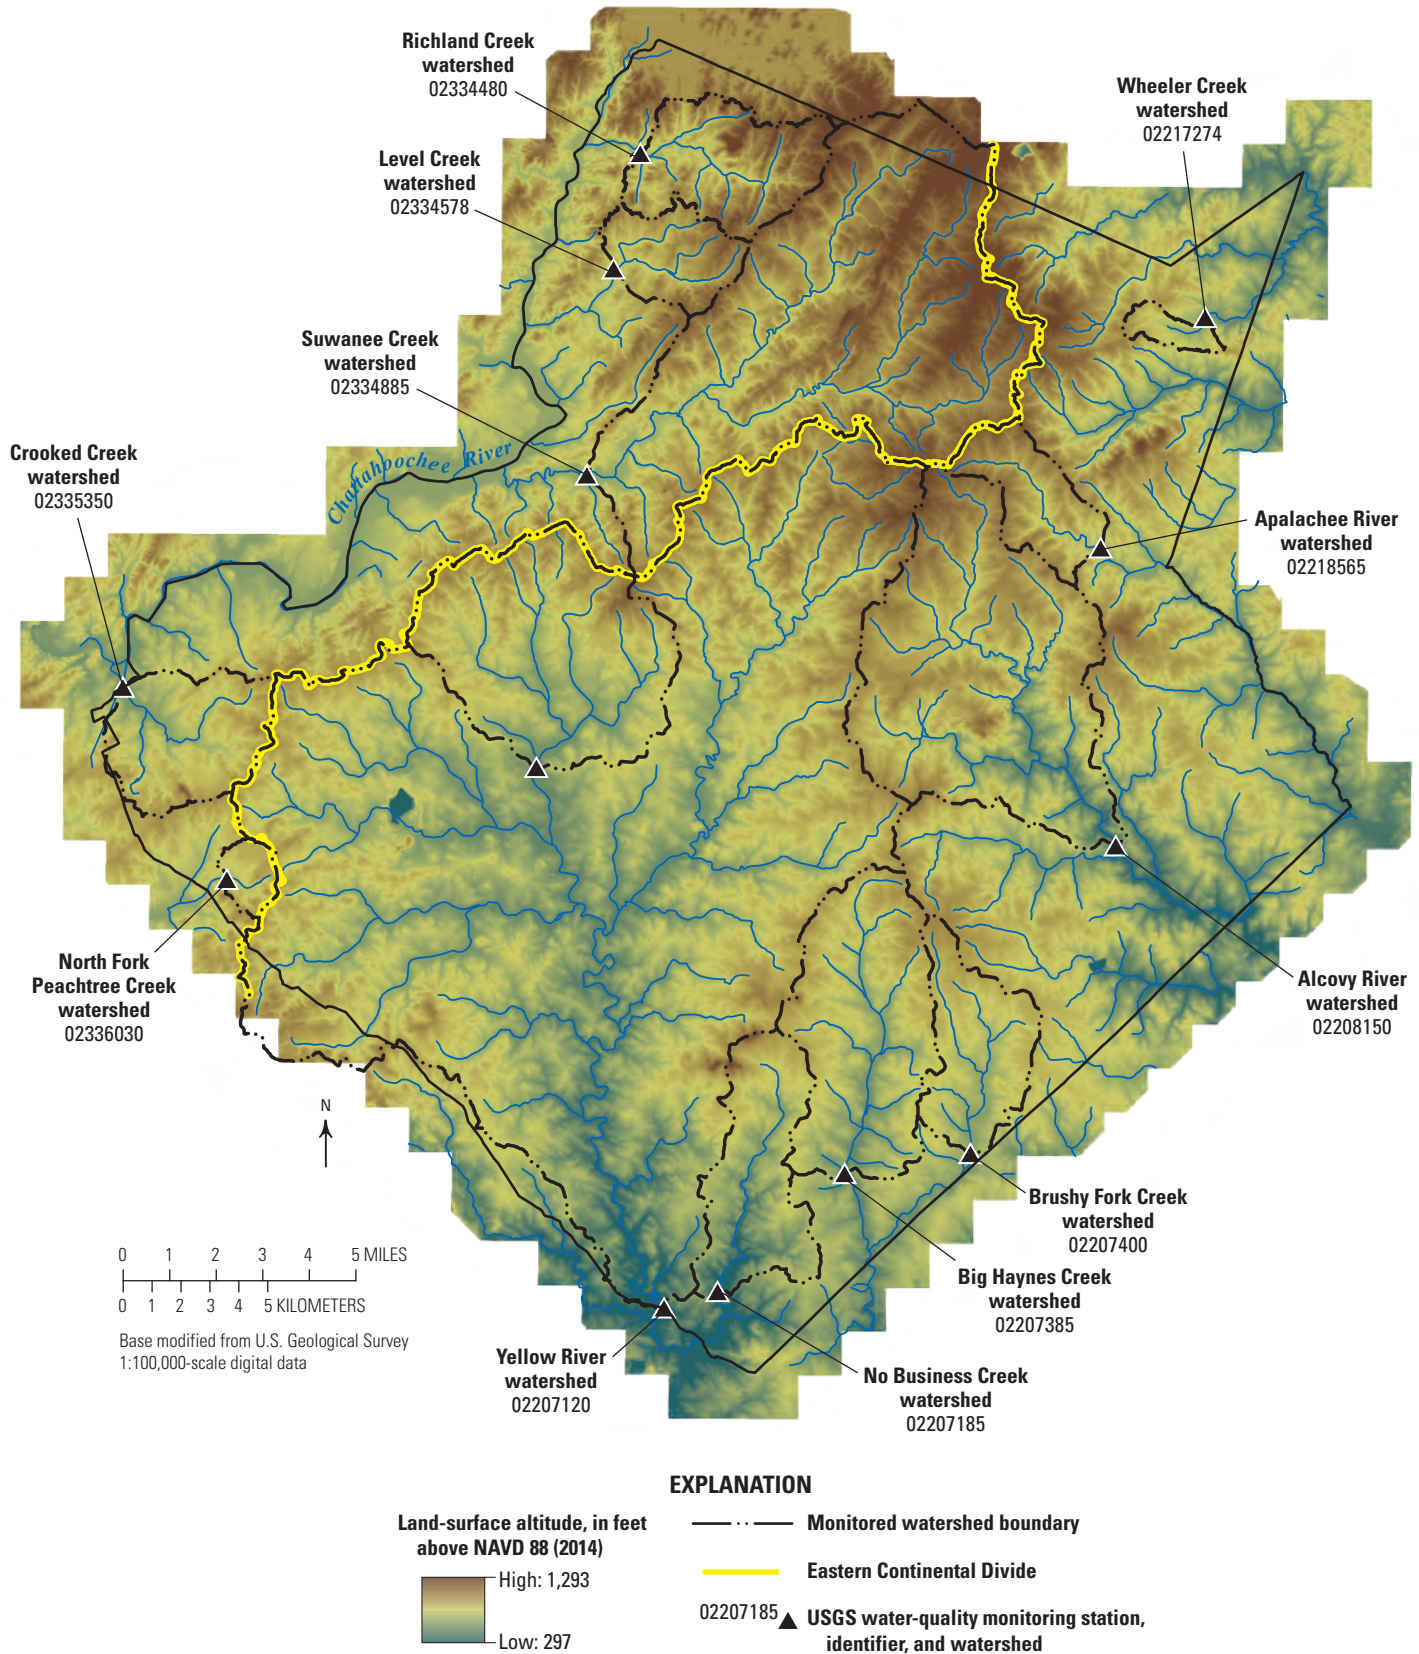 Richland Creek
watershed
02334480
Wheeler Creek
watershed
02217274
Level Creek
watershed
02334578
Suwanee Creek
watershed
02334885
Crooked Creek
watershed
02335350
Chattahoochee River
Apalachee River
watershed
02218565
North Fork
Peachtree Creek
watershed
02336030
Alcovy River
watershed
02208150
N
Brushy Fork Creek
watershed
02207400
0 1 2 3 4 5 MILES
0 1 2 3 4 5 KILOMETERS
Big Haynes Creek
watershed
02207385
Base modified from U.S. Geological Survey
1:100,000-scale digital data
Yellow River
watershed
02207120
No Business Creek
watershed
02207185
EXPLANATION
Land-surface altitude, in feet
above NAVD 88 (2014)
High: 1,293
Low: 297
Monitored watershed boundary
Eastern Continental Divide
02207185 USGS water-quality monitoring station,
identifier, and watershed